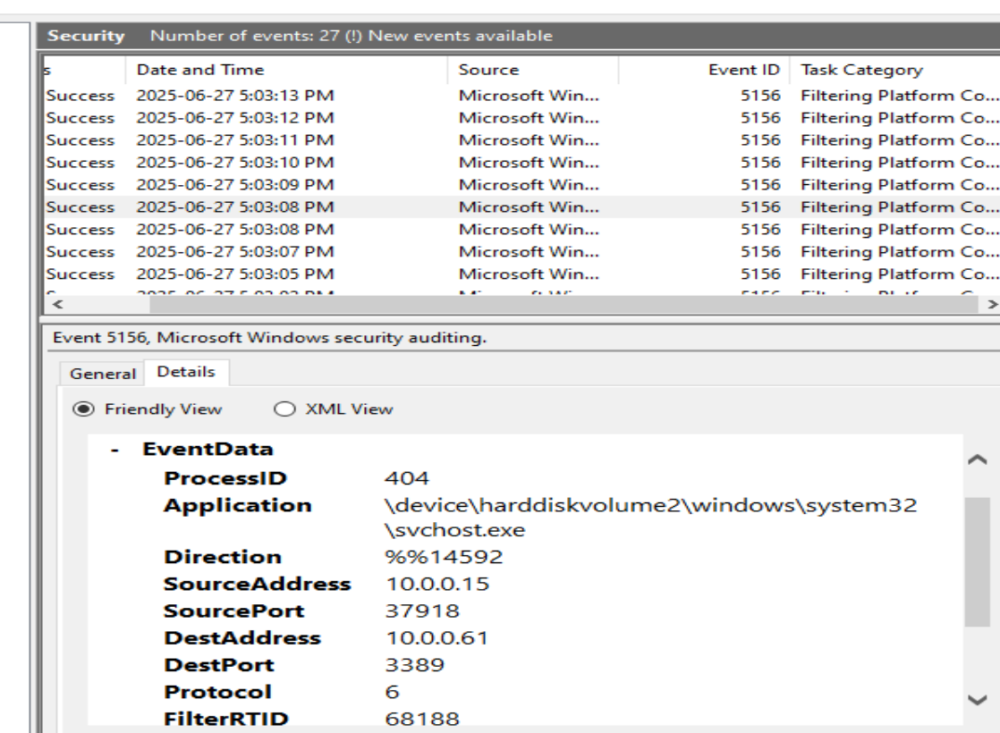 Security Number of events: 27 (!) New events available
s Date and Time Source Event ID Task Category
Success 2025-06-27 5:03:13 PM Microsoft Win... 5156 Filtering Platform Co...
Success 2025-06-27 5:03:12 PM Microsoft Win... 5156 Filtering Platform Co...
Success 2025-06-27 5:03:11 PM Microsoft Win... 5156 Filtering Platform Co...
Success 2025-06-27 5:03:10 PM Microsoft Win... 5156 Filtering Platform Co...
Success 2025-06-27 5:03:09 PM Microsoft Win... 5156 Filtering Platform Co...
Success 2025-06-27 5:03:08 PM Microsoft Win... 5156 Filtering Platform Co...
Success 2025-06-27 5:03:08 PM Microsoft Win... 5156 Filtering Platform Co...
Success 2025-06-27 5:03:07 PM Microsoft Win... 5156 Filtering Platform Co...
Success 2025-06-27 5:03:05 PM Microsoft Win... 5156 Filtering Platform Co...
Event 5156, Microsoft Windows security auditing.
General Details
Friendly View XML View
- EventData
ProcessID 404
Application \device\harddiskvolume2\windows\system32
\svchost.exe
Direction %%14592
SourceAddress 10.0.0.15
SourcePort 37918
DestAddress 10.0.0.61
DestPort 3389
Protocol 6
FilterRTID 68188